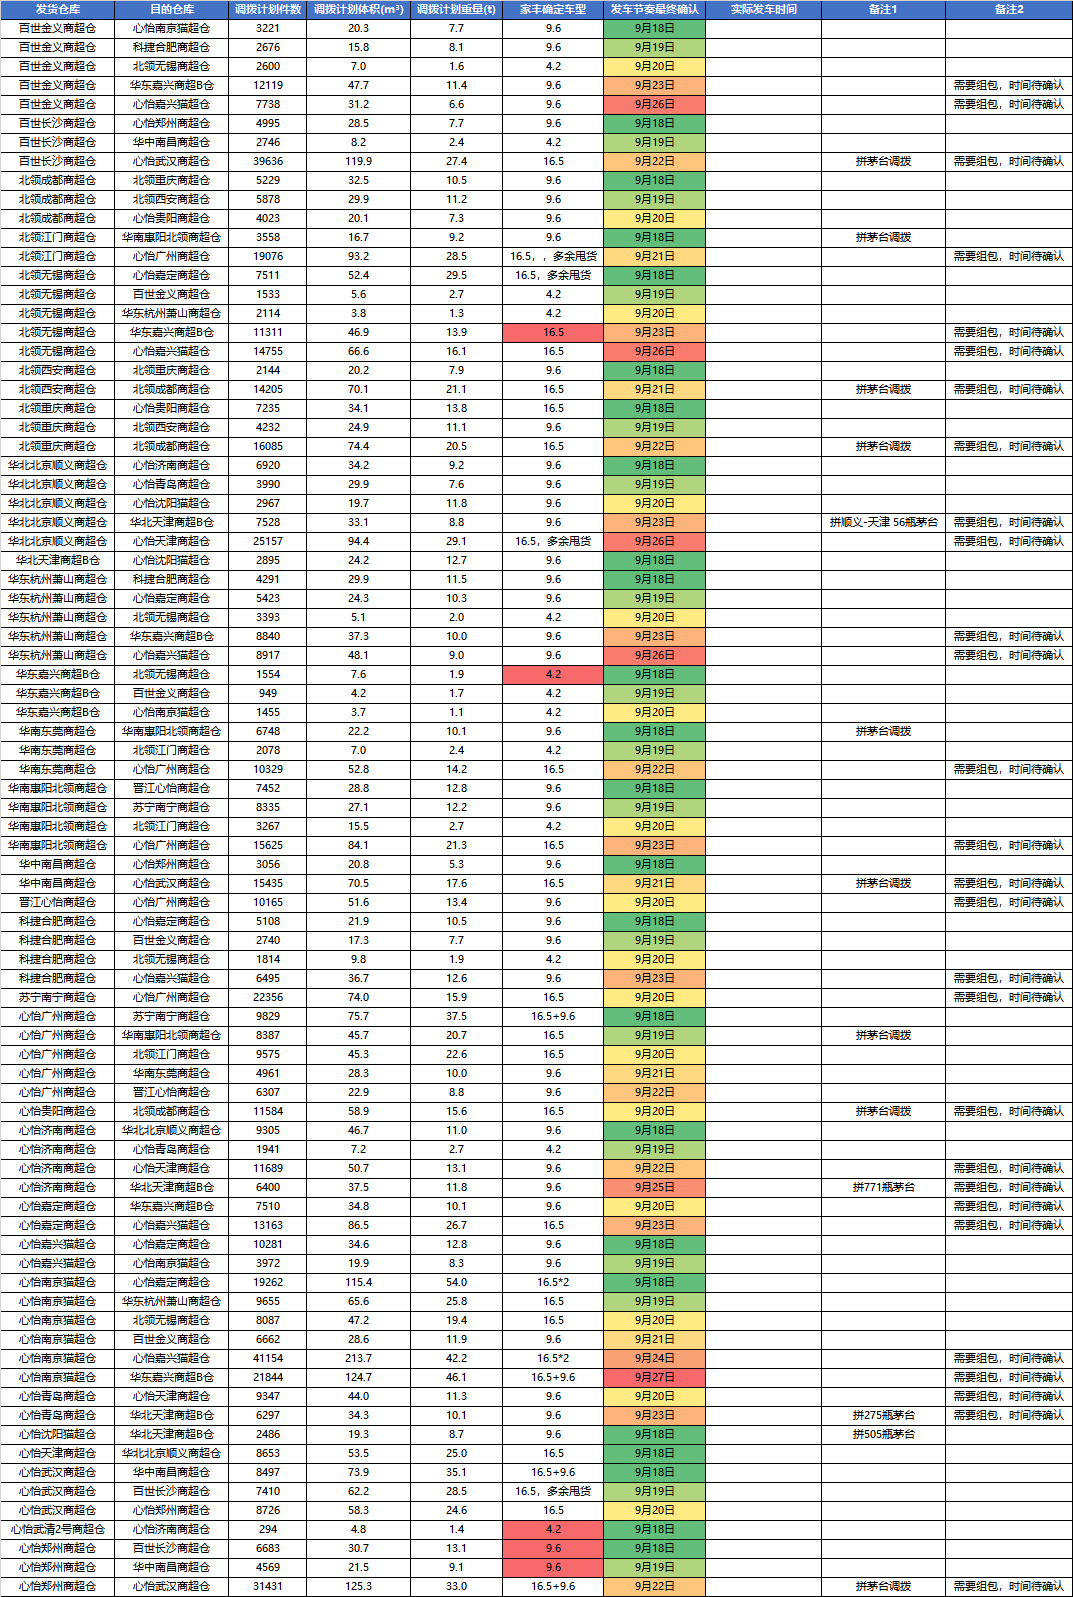 发货仓库 目的仓库 调拨计划件数 调拨计划体积(m³) 调拨计划重量(t) 家丰确定车型 发车节奏最终确认 实际发车时间 备注1 备注2
百世金义商超仓 心怡南京猫超仓 3221 20.3 7.7 9.6 9月18日
百世金义商超仓 科捷合肥商超仓 2676 15.8 8.1 9.6 9月19日
百世金义商超仓 北领无锡商超仓 2600 7.0 1.6 4.2 9月20日
百世金义商超仓 华东嘉兴商超B仓 12119 47.7 11.4 9.6 9月23日 需要组包，时间待确认
百世金义商超仓 心怡嘉兴猫超仓 7738 31.2 6.6 9.6 9月26日 需要组包，时间待确认
百世长沙商超仓 心怡郑州商超仓 4995 28.5 7.7 9.6 9月18日
百世长沙商超仓 华中南昌商超仓 2746 8.2 2.4 4.2 9月19日
百世长沙商超仓 心怡武汉商超仓 39636 119.9 27.4 16.5 9月22日 拼茅台调拨 需要组包，时间待确认
北领成都商超仓 北领重庆商超仓 5229 32.5 10.5 9.6 9月18日
北领成都商超仓 北领西安商超仓 5878 29.9 11.2 9.6 9月19日
北领成都商超仓 心怡贵阳商超仓 4023 20.1 7.3 9.6 9月20日
北领江门商超仓 华南惠阳北领商超仓 3558 16.7 9.2 9.6 9月18日 拼茅台调拨
北领江门商超仓 心怡广州商超仓 19076 93.2 28.5 16.5，，多余甩货 9月21日 需要组包，时间待确认
北领无锡商超仓 心怡嘉定商超仓 7511 52.4 29.5 16.5，多余甩货 9月18日
北领无锡商超仓 百世金义商超仓 1533 5.6 2.7 4.2 9月19日
北领无锡商超仓 华东杭州萧山商超仓 2114 3.8 1.3 4.2 9月20日
北领无锡商超仓 华东嘉兴商超B仓 11311 46.9 13.9 16.5 9月23日 需要组包，时间待确认
北领无锡商超仓 心怡嘉兴猫超仓 14755 66.6 16.1 16.5 9月26日 需要组包，时间待确认
北领西安商超仓 北领重庆商超仓 2144 20.2 7.9 9.6 9月18日
北领西安商超仓 北领成都商超仓 14205 70.1 21.1 16.5 9月21日 拼茅台调拨 需要组包，时间待确认
北领重庆商超仓 心怡贵阳商超仓 7235 34.1 13.8 16.5 9月18日
北领重庆商超仓 北领西安商超仓 4232 24.9 11.1 9.6 9月19日
北领重庆商超仓 北领成都商超仓 16085 74.4 20.5 16.5 9月22日 拼茅台调拨 需要组包，时间待确认
华北北京顺义商超仓 心怡济南商超仓 6920 34.2 9.2 9.6 9月18日
华北北京顺义商超仓 心怡青岛商超仓 3990 29.9 7.6 9.6 9月19日
华北北京顺义商超仓 心怡沈阳猫超仓 2967 19.7 11.8 9.6 9月20日
华北北京顺义商超仓 华北天津商超B仓 7528 33.1 8.8 9.6 9月23日 拼顺义-天津 56瓶茅台 需要组包，时间待确认
华北北京顺义商超仓 心怡天津商超仓 25157 94.4 29.1 16.5，多余甩货 9月26日 需要组包，时间待确认
华北天津商超B仓 心怡沈阳猫超仓 2895 24.2 12.7 9.6 9月18日
华东杭州萧山商超仓 科捷合肥商超仓 4291 29.9 11.5 9.6 9月18日
华东杭州萧山商超仓 心怡嘉定商超仓 5423 24.3 10.3 9.6 9月19日
华东杭州萧山商超仓 北领无锡商超仓 3393 5.1 2.0 4.2 9月20日
华东杭州萧山商超仓 华东嘉兴商超B仓 8840 37.3 10.0 9.6 9月23日 需要组包，时间待确认
华东杭州萧山商超仓 心怡嘉兴猫超仓 8917 48.1 9.0 9.6 9月26日 需要组包，时间待确认
华东嘉兴商超B仓 北领无锡商超仓 1554 7.6 1.9 4.2 9月18日
华东嘉兴商超B仓 百世金义商超仓 949 4.2 1.7 4.2 9月19日
华东嘉兴商超B仓 心怡南京猫超仓 1455 3.7 1.1 4.2 9月20日
华南东莞商超仓 华南惠阳北领商超仓 6748 22.2 10.1 9.6 9月18日 拼茅台调拨
华南东莞商超仓 北领江门商超仓 2078 7.0 2.4 4.2 9月19日
华南东莞商超仓 心怡广州商超仓 10329 52.8 14.2 16.5 9月22日 需要组包，时间待确认
华南惠阳北领商超仓 晋江心怡商超仓 7452 28.8 12.8 9.6 9月18日
华南惠阳北领商超仓 苏宁南宁商超仓 8335 27.1 12.2 9.6 9月19日
华南惠阳北领商超仓 北领江门商超仓 3267 15.5 2.7 4.2 9月20日
华南惠阳北领商超仓 心怡广州商超仓 15625 84.1 21.3 16.5 9月23日 需要组包，时间待确认
华中南昌商超仓 心怡郑州商超仓 3056 20.8 5.3 9.6 9月18日
华中南昌商超仓 心怡武汉商超仓 15435 70.5 17.6 16.5 9月21日 拼茅台调拨 需要组包，时间待确认
晋江心怡商超仓 心怡广州商超仓 10165 51.6 13.4 9.6 9月20日 需要组包，时间待确认
科捷合肥商超仓 心怡嘉定商超仓 5108 21.9 10.5 9.6 9月18日
科捷合肥商超仓 百世金义商超仓 2740 17.3 7.7 9.6 9月19日
科捷合肥商超仓 北领无锡商超仓 1814 9.8 1.9 4.2 9月20日
科捷合肥商超仓 心怡嘉兴猫超仓 6495 36.7 12.6 9.6 9月23日 需要组包，时间待确认
苏宁南宁商超仓 心怡广州商超仓 22356 74.0 15.9 16.5 9月20日 需要组包，时间待确认
心怡广州商超仓 苏宁南宁商超仓 9829 75.7 37.5 16.5+9.6 9月18日
心怡广州商超仓 华南惠阳北领商超仓 8387 45.7 20.7 16.5 9月19日 拼茅台调拨
心怡广州商超仓 北领江门商超仓 9575 45.3 22.6 16.5 9月20日
心怡广州商超仓 华南东莞商超仓 4961 28.3 10.0 9.6 9月21日
心怡广州商超仓 晋江心怡商超仓 6307 22.9 8.8 9.6 9月22日
心怡贵阳商超仓 北领成都商超仓 11584 58.9 15.6 16.5 9月20日 拼茅台调拨 需要组包，时间待确认
心怡济南商超仓 华北北京顺义商超仓 9305 46.7 11.0 9.6 9月18日
心怡济南商超仓 心怡青岛商超仓 1941 7.2 2.7 4.2 9月19日
心怡济南商超仓 心怡天津商超仓 11689 50.7 13.1 9.6 9月22日 需要组包，时间待确认
心怡济南商超仓 华北天津商超B仓 6400 37.5 11.8 9.6 9月25日 拼771瓶茅台 需要组包，时间待确认
心怡嘉定商超仓 华东嘉兴商超B仓 7510 34.8 10.1 9.6 9月20日 需要组包，时间待确认
心怡嘉定商超仓 心怡嘉兴猫超仓 13163 86.5 26.7 16.5 9月23日 需要组包，时间待确认
心怡嘉兴猫超仓 心怡嘉定商超仓 10281 34.6 12.8 9.6 9月18日
心怡嘉兴猫超仓 心怡南京猫超仓 3972 19.9 8.3 9.6 9月19日
心怡南京猫超仓 心怡嘉定商超仓 19262 115.4 54.0 16.5*2 9月18日
心怡南京猫超仓 华东杭州萧山商超仓 9655 65.6 25.8 16.5 9月19日
心怡南京猫超仓 北领无锡商超仓 8087 47.2 19.4 16.5 9月20日
心怡南京猫超仓 百世金义商超仓 6662 28.6 11.9 9.6 9月21日
心怡南京猫超仓 心怡嘉兴猫超仓 41154 213.7 42.2 16.5*2 9月24日 需要组包，时间待确认
心怡南京猫超仓 华东嘉兴商超B仓 21844 124.7 46.1 16.5+9.6 9月27日 需要组包，时间待确认
心怡青岛商超仓 心怡天津商超仓 9347 44.0 11.3 9.6 9月20日 需要组包，时间待确认
心怡青岛商超仓 华北天津商超B仓 6297 34.3 10.1 9.6 9月23日 拼275瓶茅台 需要组包，时间待确认
心怡沈阳猫超仓 华北天津商超B仓 2486 19.3 8.7 9.6 9月18日 拼505瓶茅台
心怡天津商超仓 华北北京顺义商超仓 8653 53.5 25.0 16.5 9月18日
心怡武汉商超仓 华中南昌商超仓 8497 73.9 35.1 16.5+9.6 9月18日
心怡武汉商超仓 百世长沙商超仓 7410 62.2 28.5 16.5，多余甩货 9月19日
心怡武汉商超仓 心怡郑州商超仓 8726 58.3 24.6 16.5 9月20日
心怡武清2号商超仓 心怡济南商超仓 294 4.8 1.4 4.2 9月18日
心怡郑州商超仓 百世长沙商超仓 6683 30.7 13.1 9.6 9月18日
心怡郑州商超仓 华中南昌商超仓 4569 21.5 9.1 9.6 9月19日
心怡郑州商超仓 心怡武汉商超仓 31431 125.3 33.0 16.5+9.6 9月22日 拼茅台调拨 需要组包，时间待确认